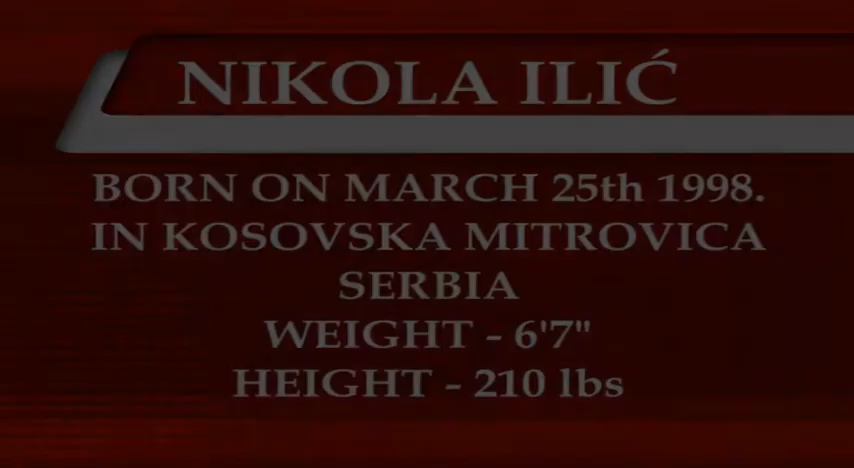 NIKOLA ILIĆ
BORN ON MARCH 25th 1998.
IN KOSOVSKA MITROVICA
SERBIA
WEIGHT - 6'7"
HEIGHT - 210 lbs